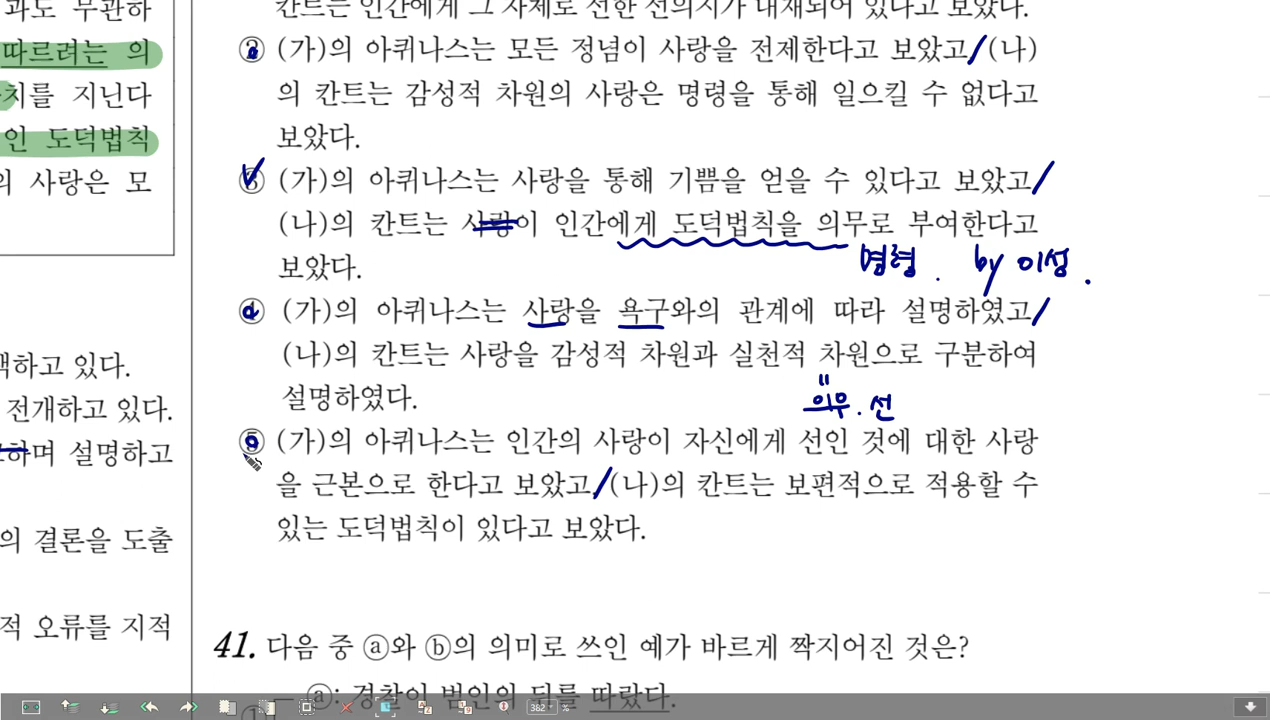 과도 무관하
따르려는 의
치를 지닌다
인 도덕법칙
의 사랑은 모
칸트는 인간에게 그 자체로 선한 선의지가 내재되어 있다고 보았다.
② (가)의 아퀴나스는 모든 정념이 사랑을 전제한다고 보았고/(나)
의 칸트는 감성적 차원의 사랑은 명령을 통해 일으킬 수 없다고
보았다.
③ (가)의 아퀴나스는 사랑을 통해 기쁨을 얻을 수 있다고 보았고/
(나)의 칸트는 사랑이 인간에게 도덕법칙을 의무로 부여한다고
보았다.
명령. by 이성.
④ (가)의 아퀴나스는 사랑을 욕구와의 관계에 따라 설명하였고/
(나)의 칸트는 사랑을 감성적 차원과 실천적 차원으로 구분하여
설명하였다.
"
의무. 선
⑤ (가)의 아퀴나스는 인간의 사랑이 자신에게 선인 것에 대한 사랑
을 근본으로 한다고 보았고/(나)의 칸트는 보편적으로 적용할 수
있는 도덕법칙이 있다고 보았다.
하고 있다.
전개하고 있다.
하며 설명하고
의 결론을 도출
적 오류를 지적
41. 다음 중 ⓐ와 ⓑ의 의미로 쓰인 예가 바르게 짝지어진 것은?
ⓐ: 경찰이 범인의 뒤를 따랐다.
382 %